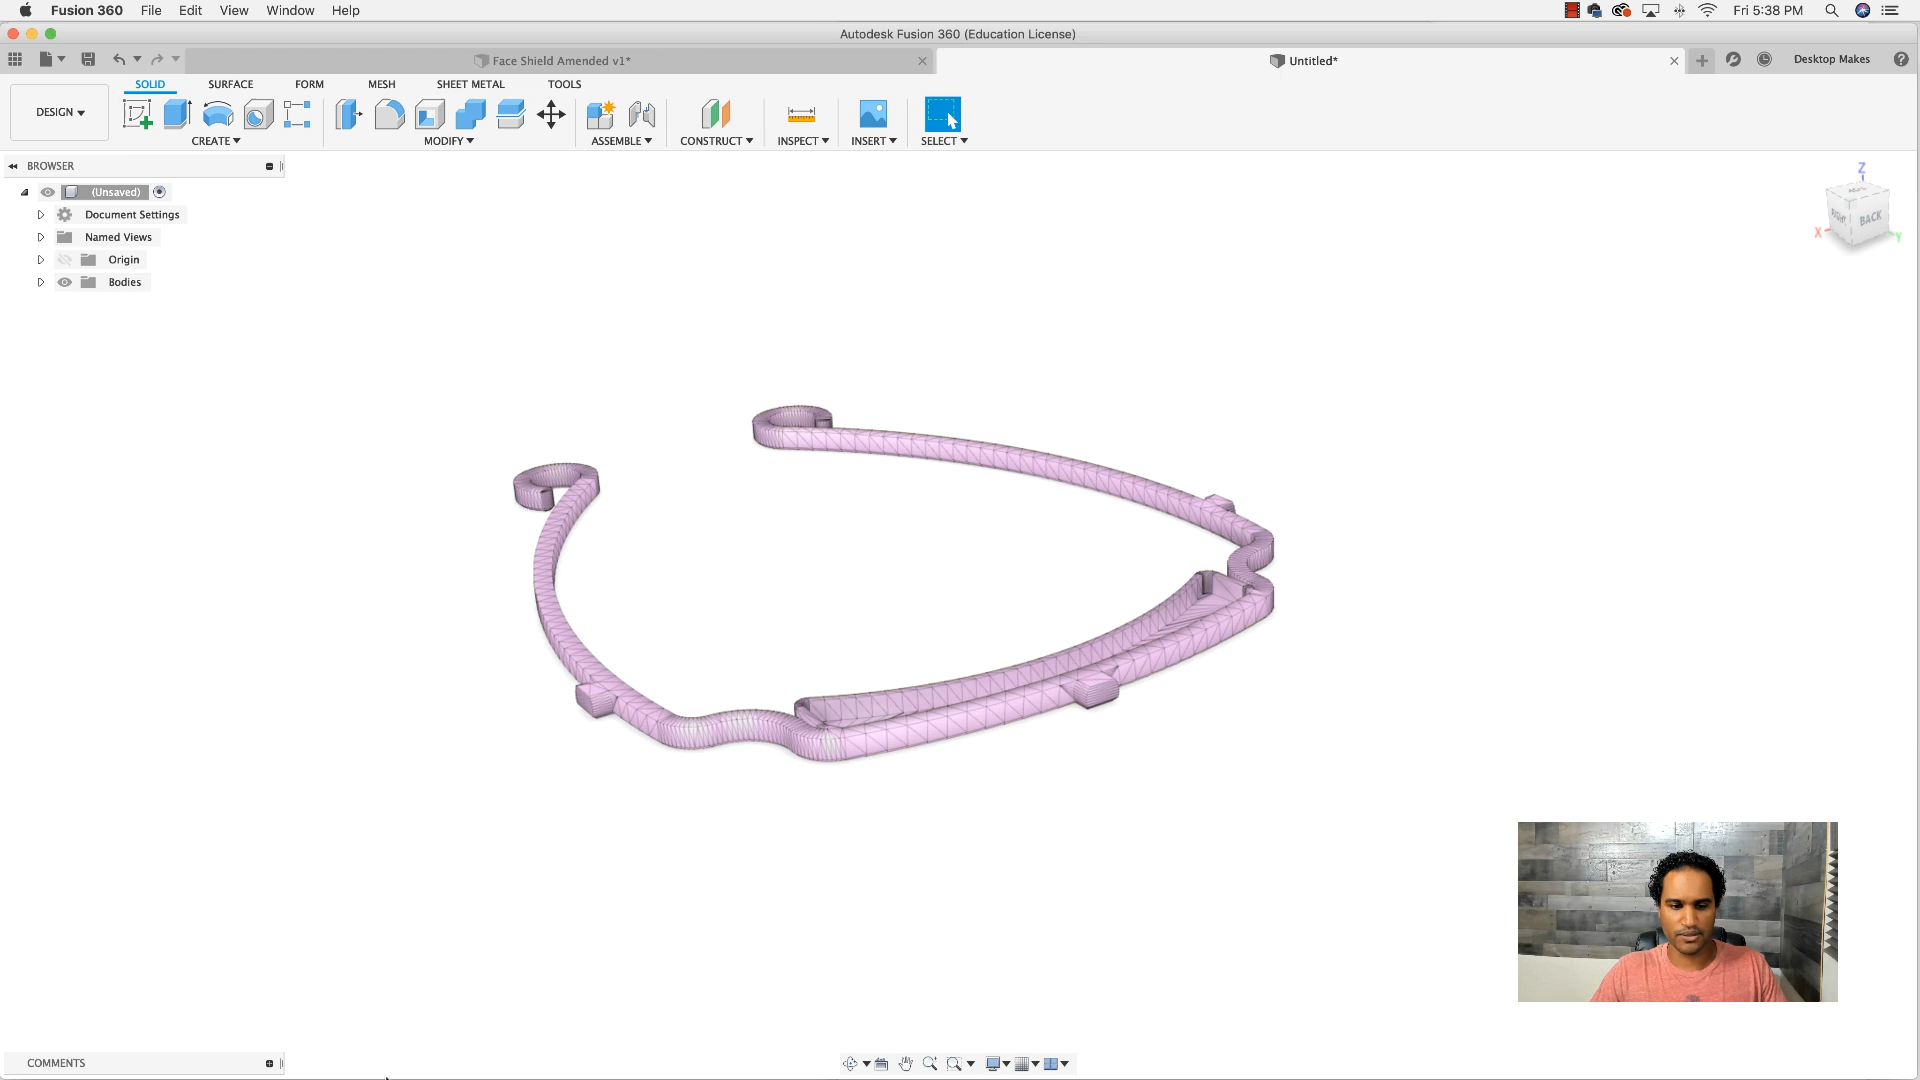 Fusion 360 File Edit View Window Help Fri 5:38 PM
Autodesk Fusion 360 (Education License)
Face Shield Amended v1* Untitled* Desktop Makes
SOLID SURFACE FORM MESH SHEET METAL TOOLS
DESIGN
CREATE MODIFY ASSEMBLE CONSTRUCT INSPECT INSERT SELECT
BROWSER
(Unsaved)
Document Settings
Named Views
Origin
Bodies
Z
RIGHT BACK
X Y
COMMENTS